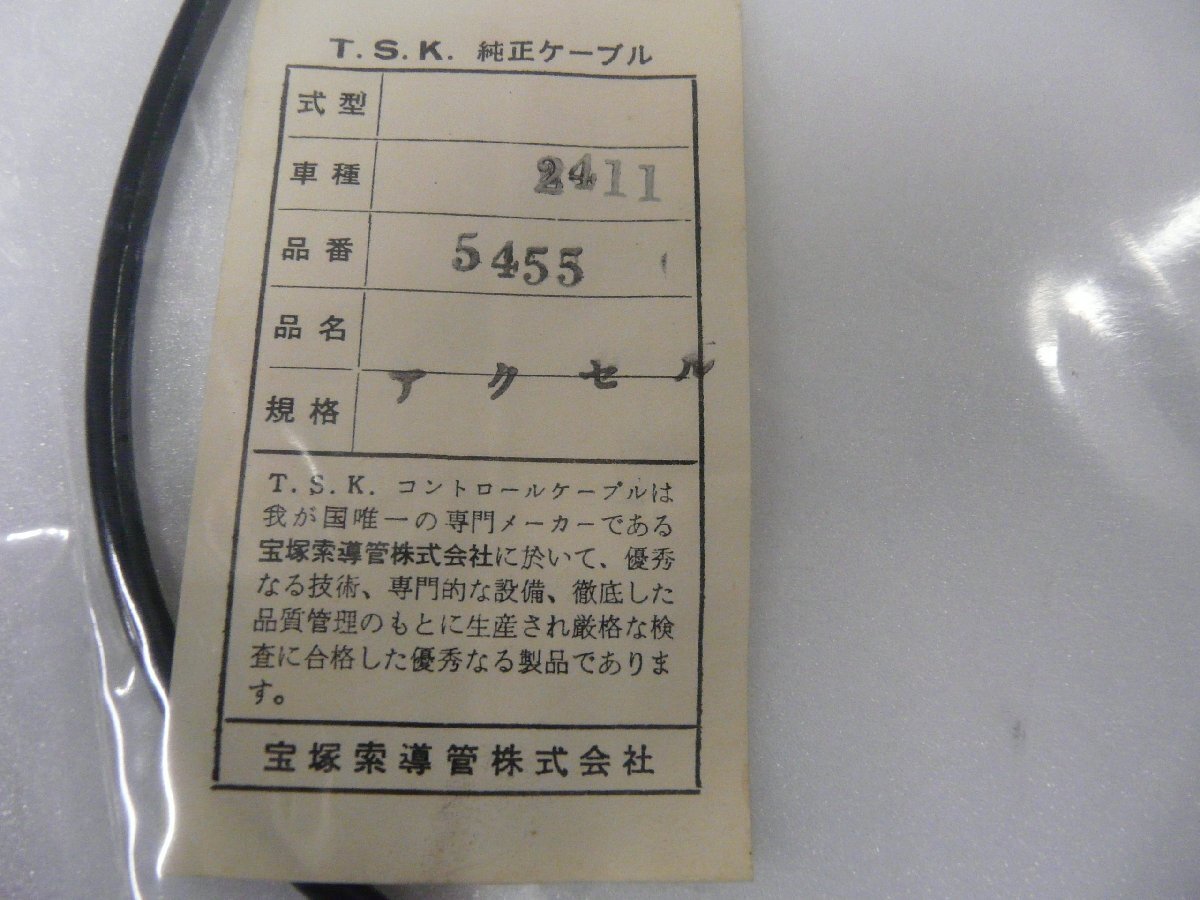 T.S.K. 純正ケーブル
式型
車種 2411
品番 5455
品名
アクセル
規格
T.S.K. コントロールケーブルは
我が国唯一の専門メーカーである
宝塚索導管株式会社に於いて、優秀
なる技術、専門的な設備、徹底した
品質管理のもとに生産され厳格な検
査に合格した優秀なる製品でありま
す。
宝塚索導管株式会社